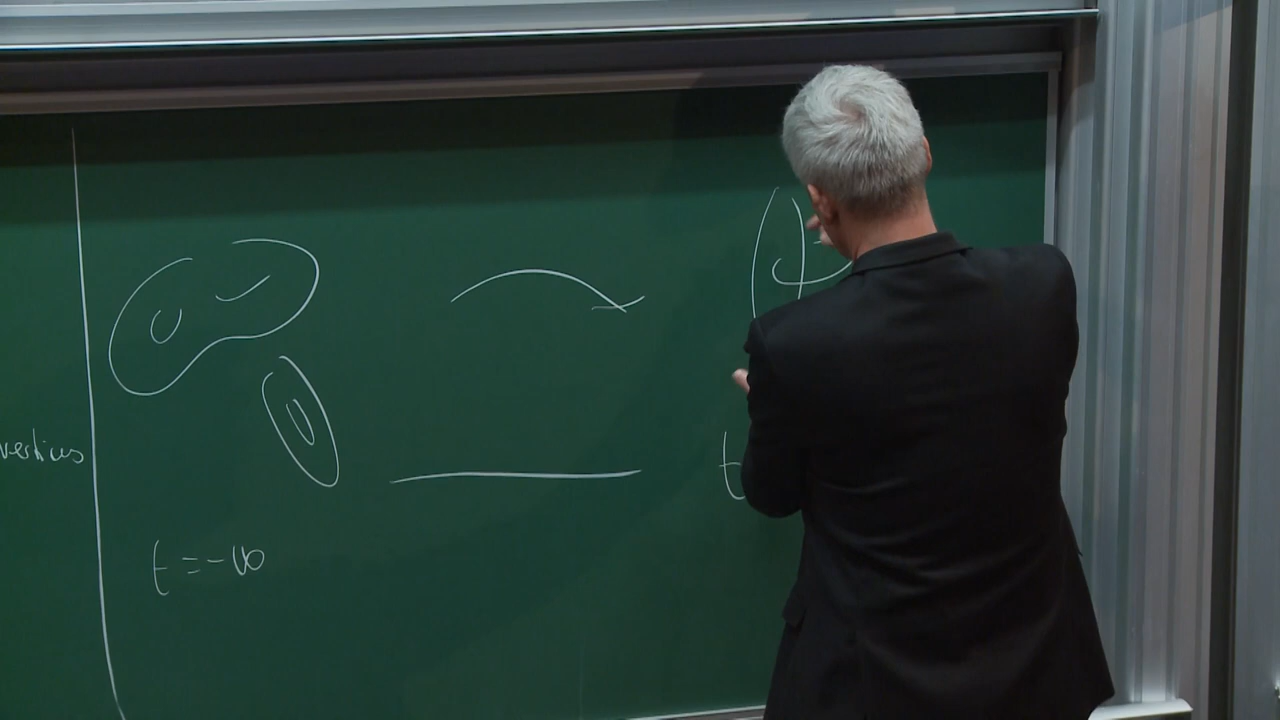 vertices
t = -∞
t